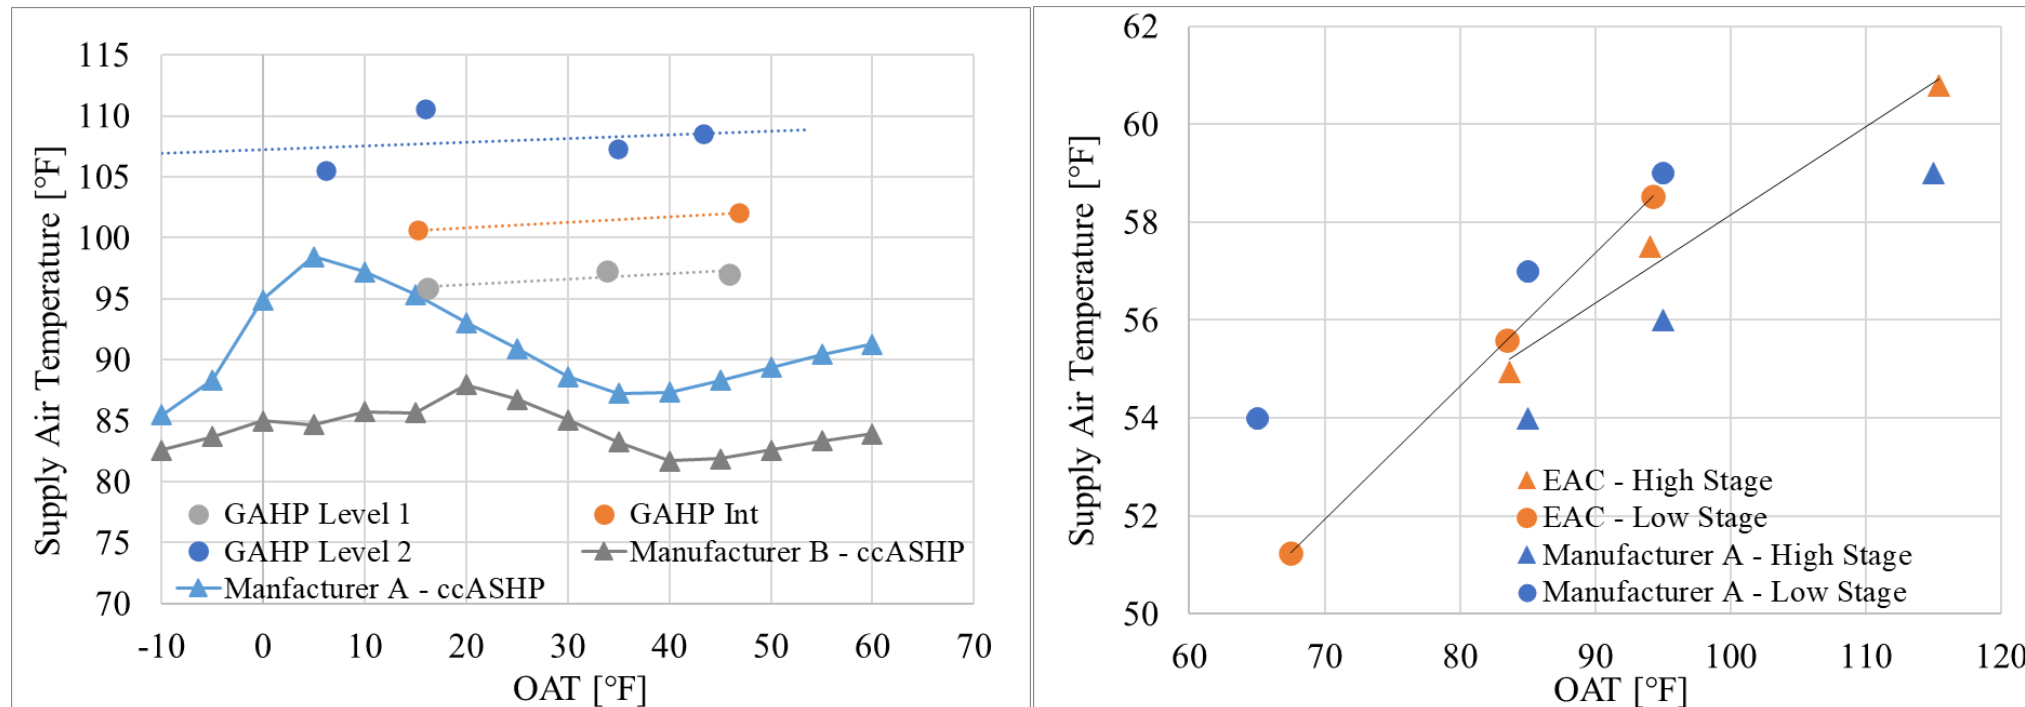 115
110
105
100
95
90
85
80
75
70
Supply Air Temperature [°F]
GAHP Level 1
GAHP Int
GAHP Level 2
Manufacturer B - ccASHP
Manfacturer A - ccASHP
-10 0 10 20 30 40 50 60 70
OAT [°F]
62
60
58
56
54
52
50
Supply Air Temperature [°F]
EAC - High Stage
EAC - Low Stage
Manufacturer A - High Stage
Manufacturer A - Low Stage
60 70 80 90 100 110 120
OAT [°F]